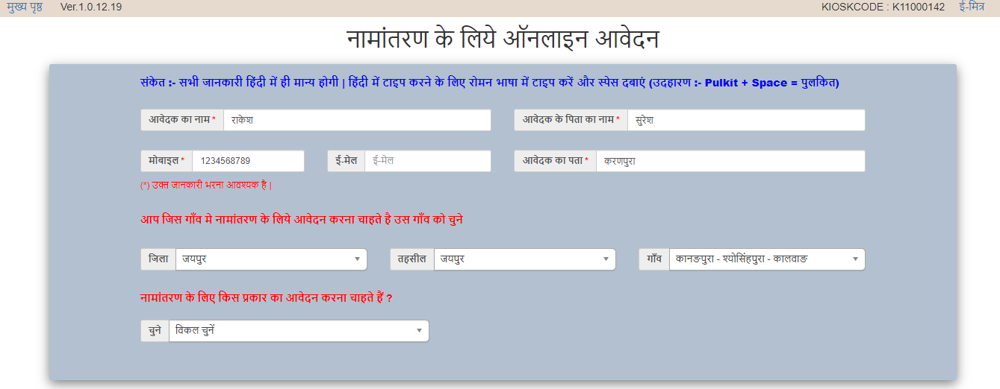 मुख्य पृष्ठ Ver.1.0.12.19 KIOSKCODE : K11000142 ई-मित्र
नामांतरण के लिये ऑनलाइन आवेदन
संकेत :- सभी जानकारी हिंदी में ही मान्य होगी | हिंदी में टाइप करने के लिए रोमन भाषा में टाइप करें और स्पेस दबाएं (उदहारण :- Pulkit + Space = पुलकित)
आवेदक का नाम * राकेश आवेदक के पिता का नाम * सुरेश
मोबाइल * 1234568789 ई-मेल ई-मेल आवेदक का पता * करणपुरा
(*) उक्त जानकारी भरना आवश्यक है |
आप जिस गाँव मे नामांतरण के लिये आवेदन करना चाहते है उस गाँव को चुने
जिला जयपुर तहसील जयपुर गाँव कानङपुरा - श्योसिंहपुरा - कालवाङ
नामांतरण के लिए किस प्रकार का आवेदन करना चाहते हैं ?
चुने विकल चुनें